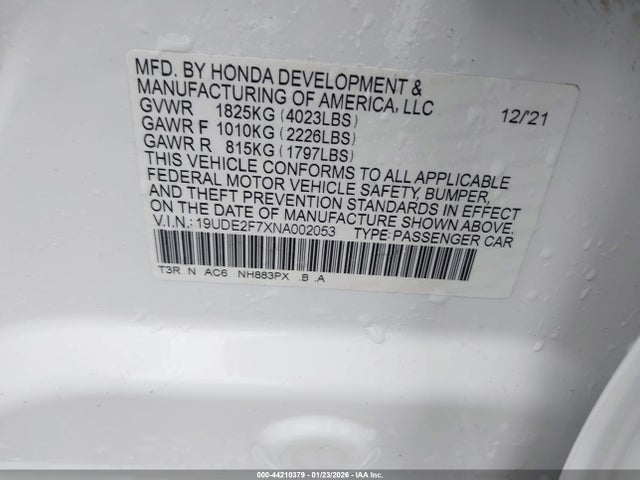 MFD. BY HONDA DEVELOPMENT &
MANUFACTURING OF AMERICA, LLC
GVWR 1825KG (4023LBS) 12/'21
GAWR F 1010KG (2226LBS)
GAWR R 815KG (1797LBS)
THIS VEHICLE CONFORMS TO ALL APPLICABLE
FEDERAL MOTOR VEHICLE SAFETY, BUMPER,
AND THEFT PREVENTION STANDARDS IN EFFECT
ON THE DATE OF MANUFACTURE SHOWN ABOVE.
V.I.N.: 19UDE2F7XNA002053 TYPE:PASSENGER CAR
T3R N AC6 NH883PX .B .A
000-44210379 - 01/23/2026 - IAA Inc.